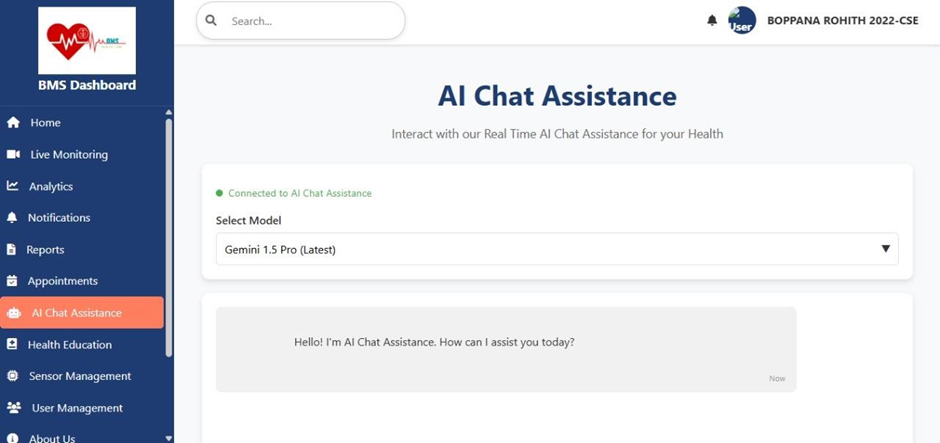 BMS
BMS Dashboard
Home
Live Monitoring
Analytics
Notifications
Reports
Appointments
AI Chat Assistance
Health Education
Sensor Management
User Management
About Us
Search...
User
BOPPANA ROHITH 2022-CSE
AI Chat Assistance
Interact with our Real Time AI Chat Assistance for your Health
Connected to AI Chat Assistance
Select Model
Gemini 1.5 Pro (Latest)
Hello! I'm AI Chat Assistance. How can I assist you today?
Now